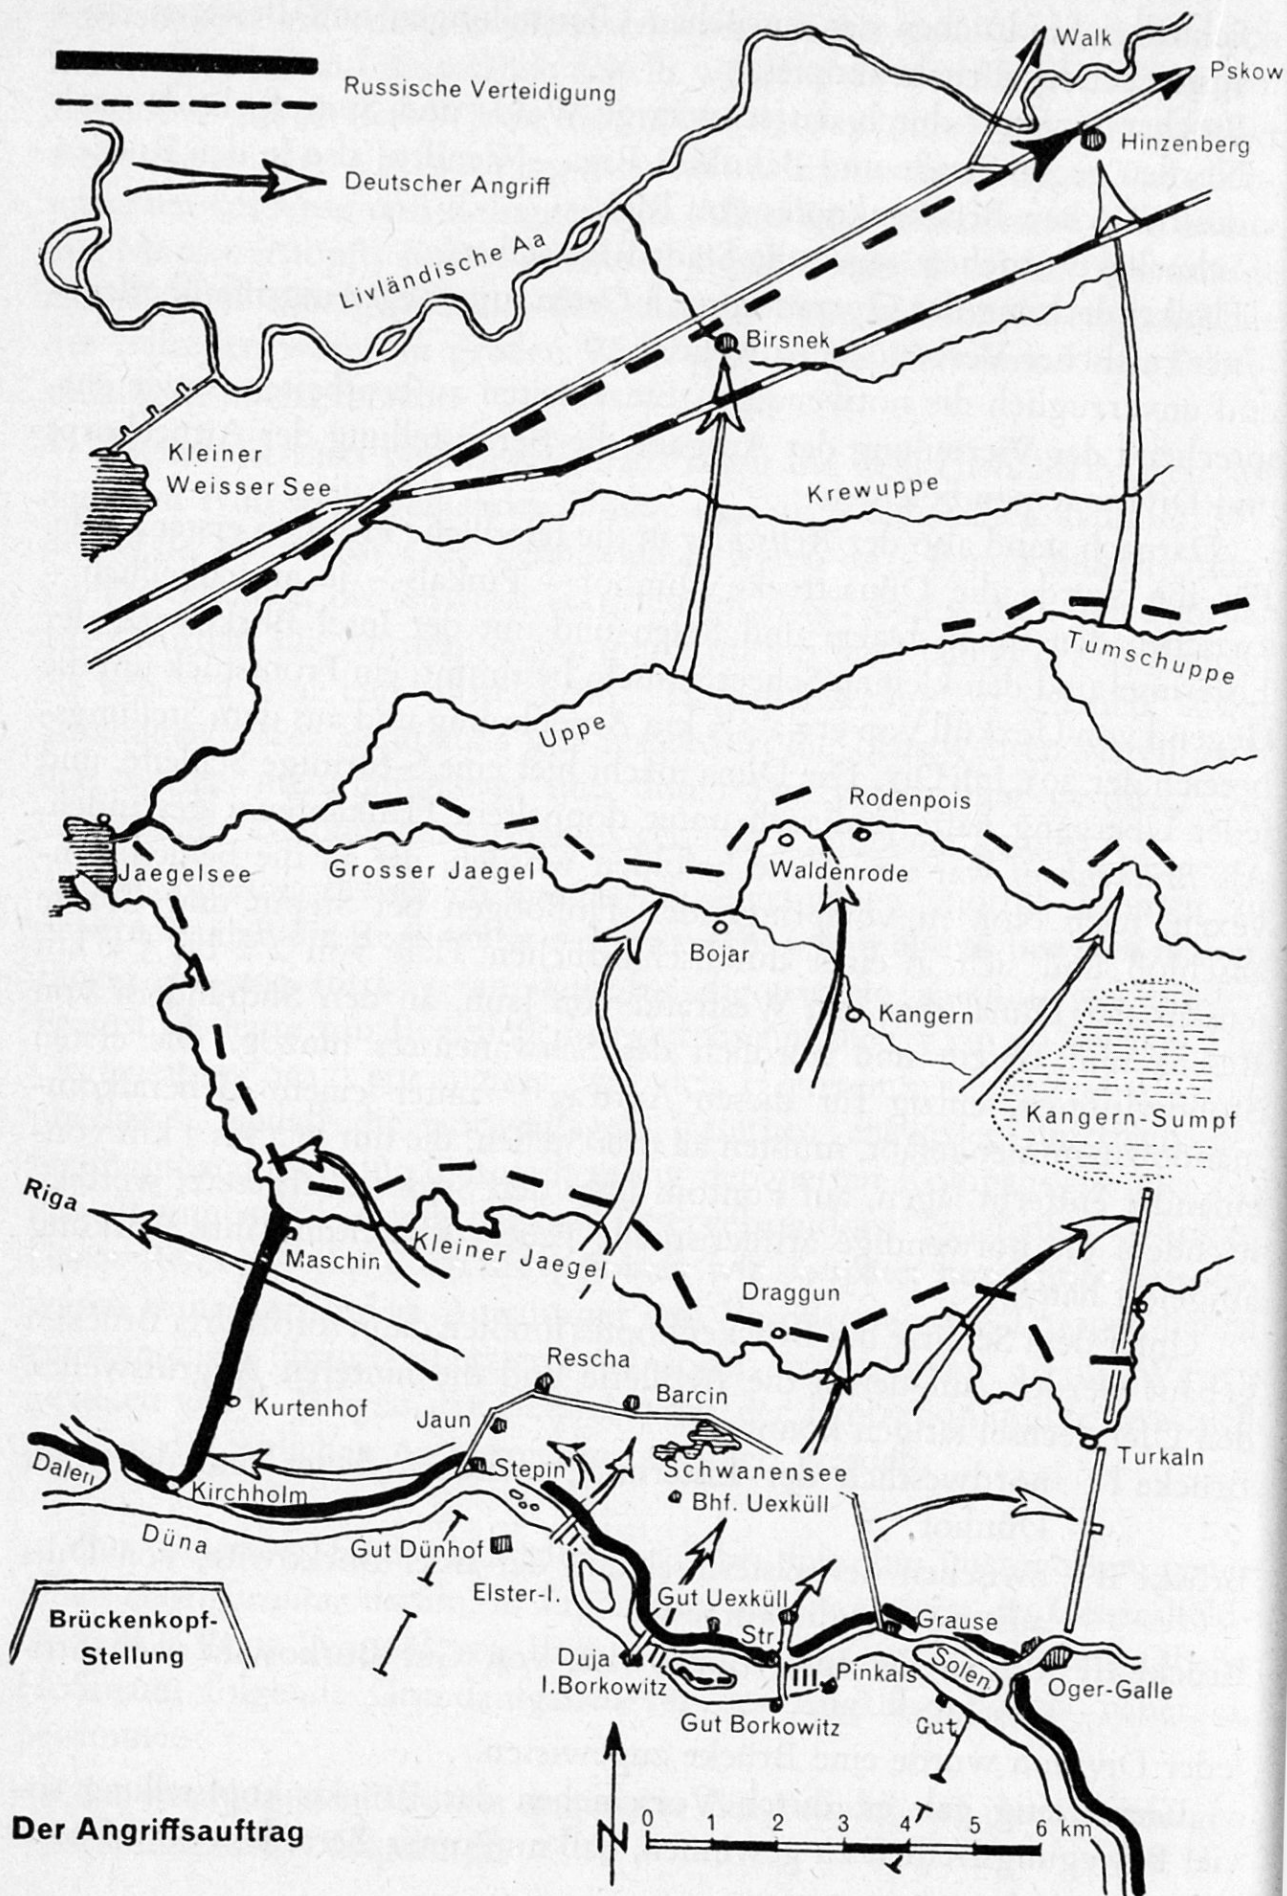 Walk
Pskow
Russische Verteidigung
Hinzenberg
Deutscher Angriff
Livländische Aa
Birsnek
Kleiner
Weisser See
Krewuppe
Tumschuppe
Uppe
Rodenpois
Jaegelsee
Grosser Jaegel
Waldenrode
Bojar
Kangern
Kangern-Sumpf
Riga
Maschin
Kleiner Jaegel
Draggun
Rescha
Barcin
Kurtenhof
Jaun
Turkaln
Dalen
Stepin
Schwanensee
Kirchholm
Bhf. Uexküll
Düna
Gut Dünhof
Elster-I.
Gut Uexküll
Grause
Brückenkopf-
Stellung
Str.
Duja
I.Borkowitz
Pinkals
Solen
Oger-Galle
Gut Borkowitz
Gut
Der Angriffsauftrag
N
0 1 2 3 4 5 6 km